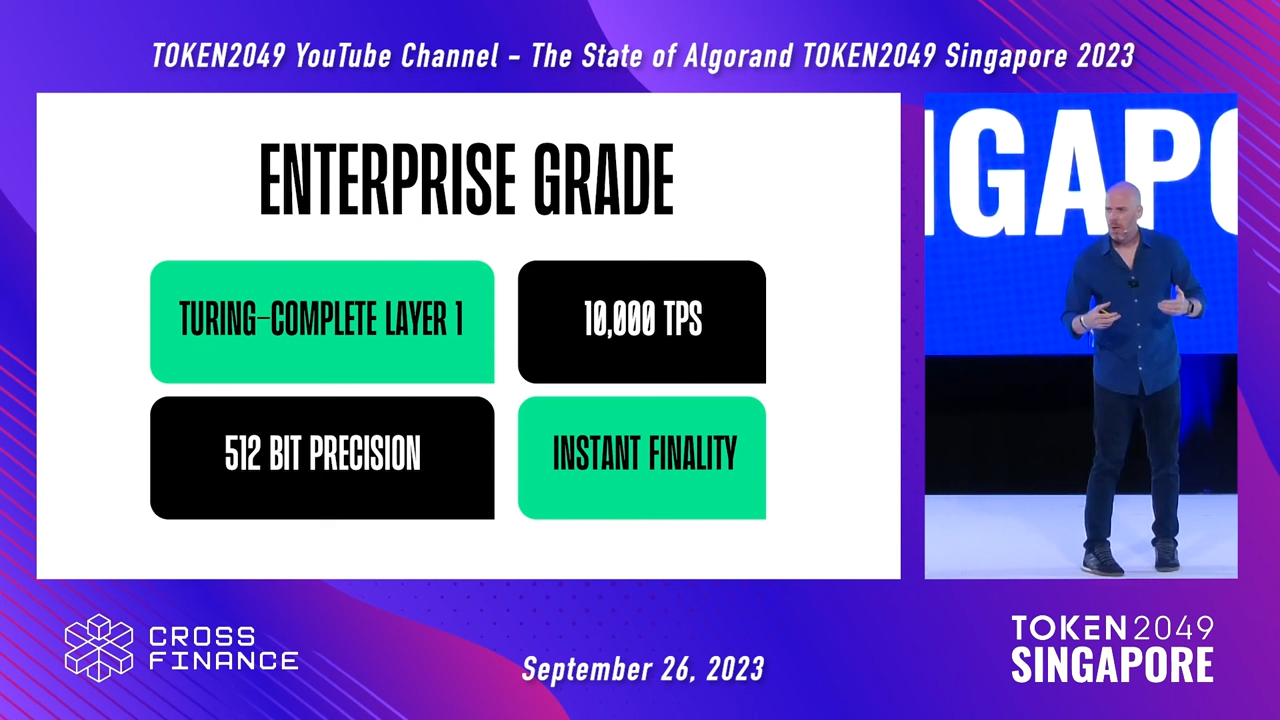 TOKEN2049 YouTube Channel - The State of Algorand TOKEN2049 Singapore 2023
ENTERPRISE GRADE
TURING-COMPLETE LAYER 1
10,000 TPS
512 BIT PRECISION
INSTANT FINALITY
NGAPO
CROSS
FINANCE
September 26, 2023
TOKEN2049
SINGAPORE